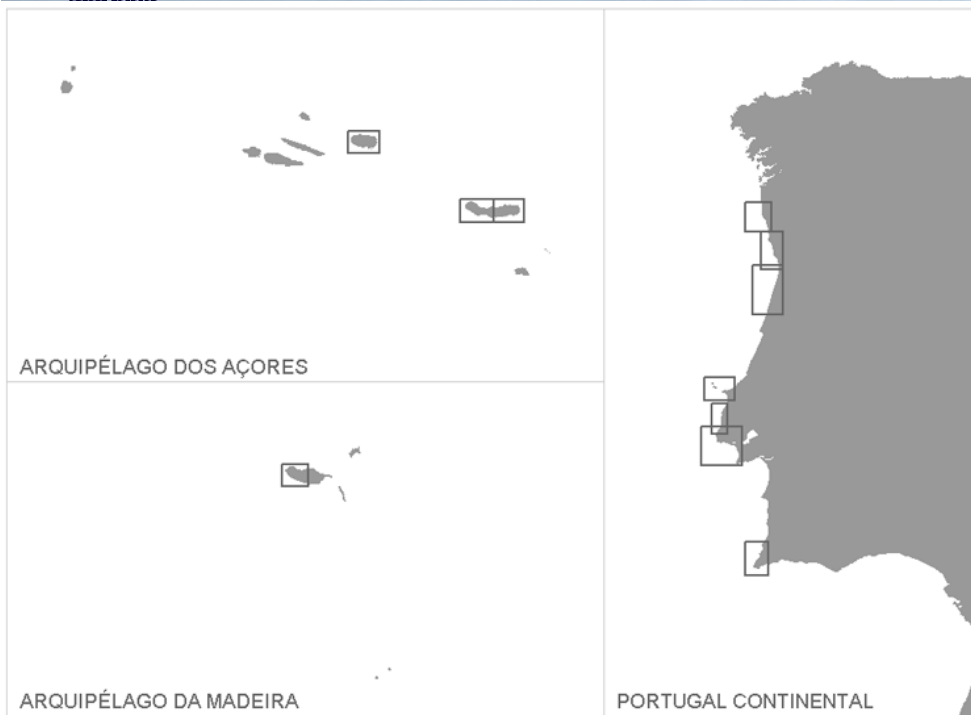 ARQUIPÉLAGO DOS AÇORES
ARQUIPÉLAGO DA MADEIRA
PORTUGAL CONTINENTAL